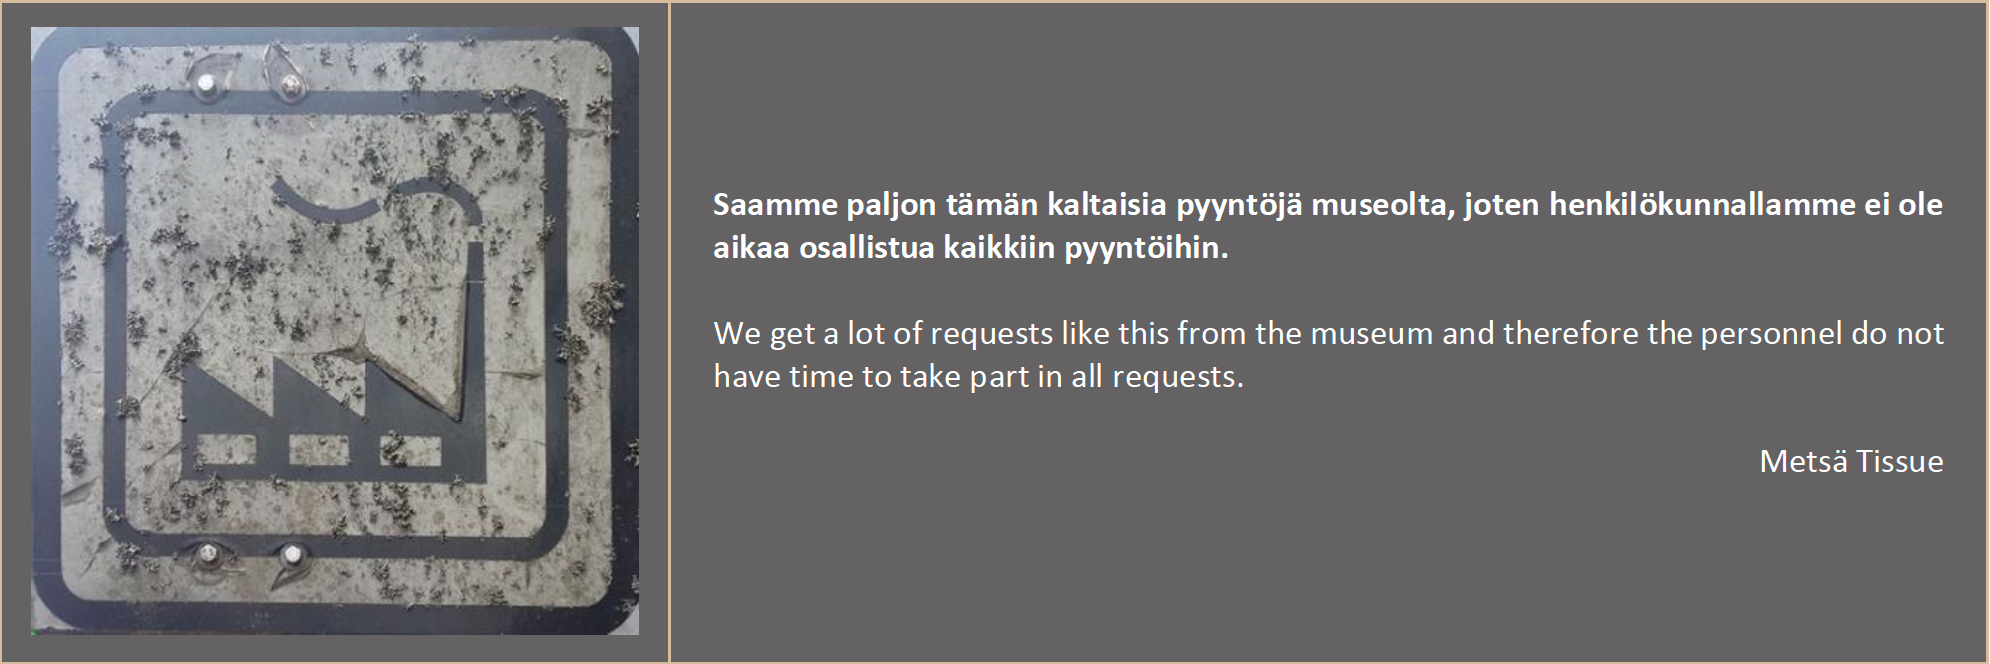 Saamme paljon tämän kaltaisia pyyntöjä museolta, joten henkilökunnallamme ei ole
aikaa osallistua kaikkiin pyyntöihin.
We get a lot of requests like this from the museum and therefore the personnel do not
have time to take part in all requests.
Metsä Tissue